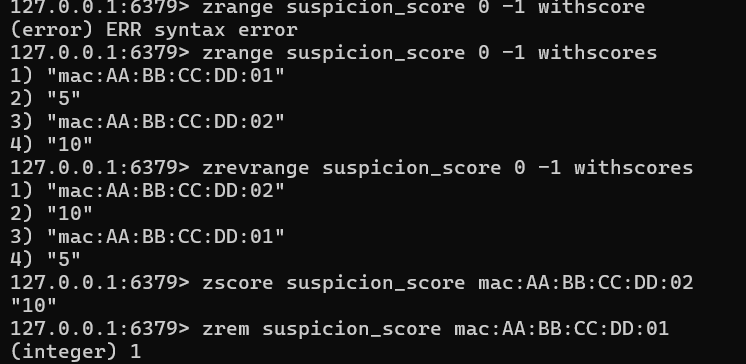 127.0.0.1:6379> zrange suspicion_score 0 -1 withscore
(error) ERR syntax error
127.0.0.1:6379> zrange suspicion_score 0 -1 withscores
1) "mac:AA:BB:CC:DD:01"
2) "5"
3) "mac:AA:BB:CC:DD:02"
4) "10"
127.0.0.1:6379> zrevrange suspicion_score 0 -1 withscores
1) "mac:AA:BB:CC:DD:02"
2) "10"
3) "mac:AA:BB:CC:DD:01"
4) "5"
127.0.0.1:6379> zscore suspicion_score mac:AA:BB:CC:DD:02
"10"
127.0.0.1:6379> zrem suspicion_score mac:AA:BB:CC:DD:01
(integer) 1